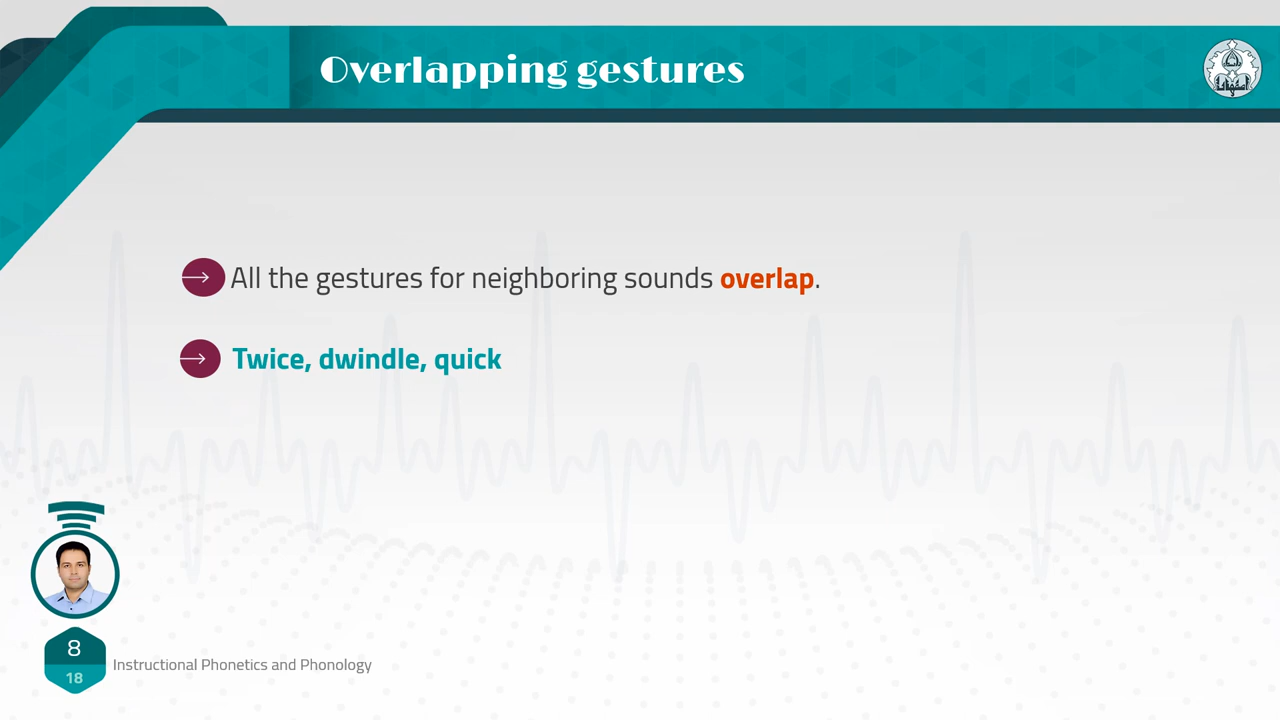 Overlapping gestures
All the gestures for neighboring sounds overlap.
Twice, dwindle, quick
8
18
Instructional Phonetics and Phonology